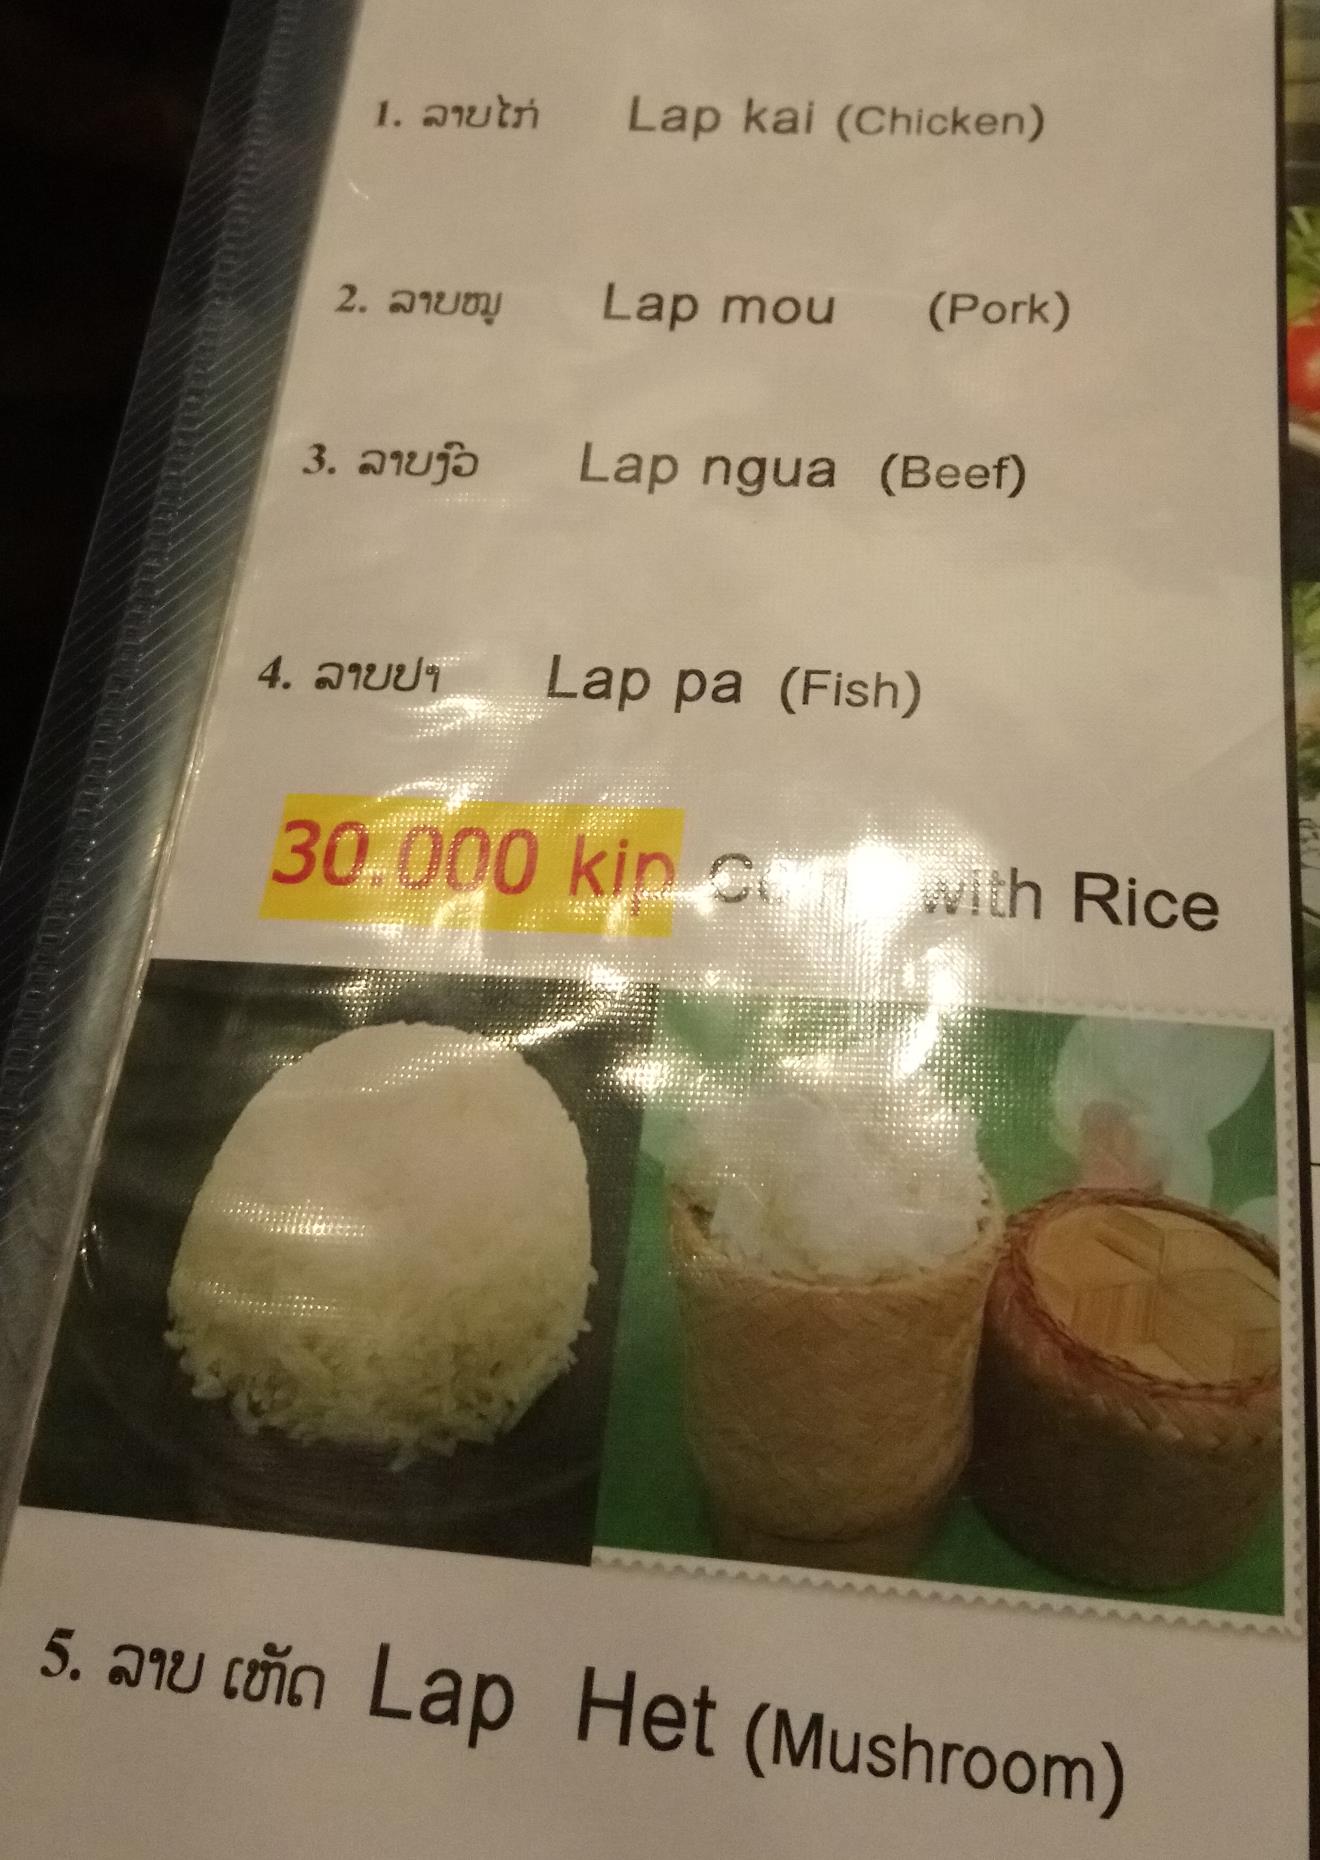 1. ລາບໄກ່ Lap kai (Chicken)
2. ລາບໝູ Lap mou (Pork)
3. ລາບງົວ Lap ngua (Beef)
4. ລາບປາ Lap pa (Fish)
30.000 kip with Rice
5. ລາບ ເຫັດ Lap Het (Mushroom)